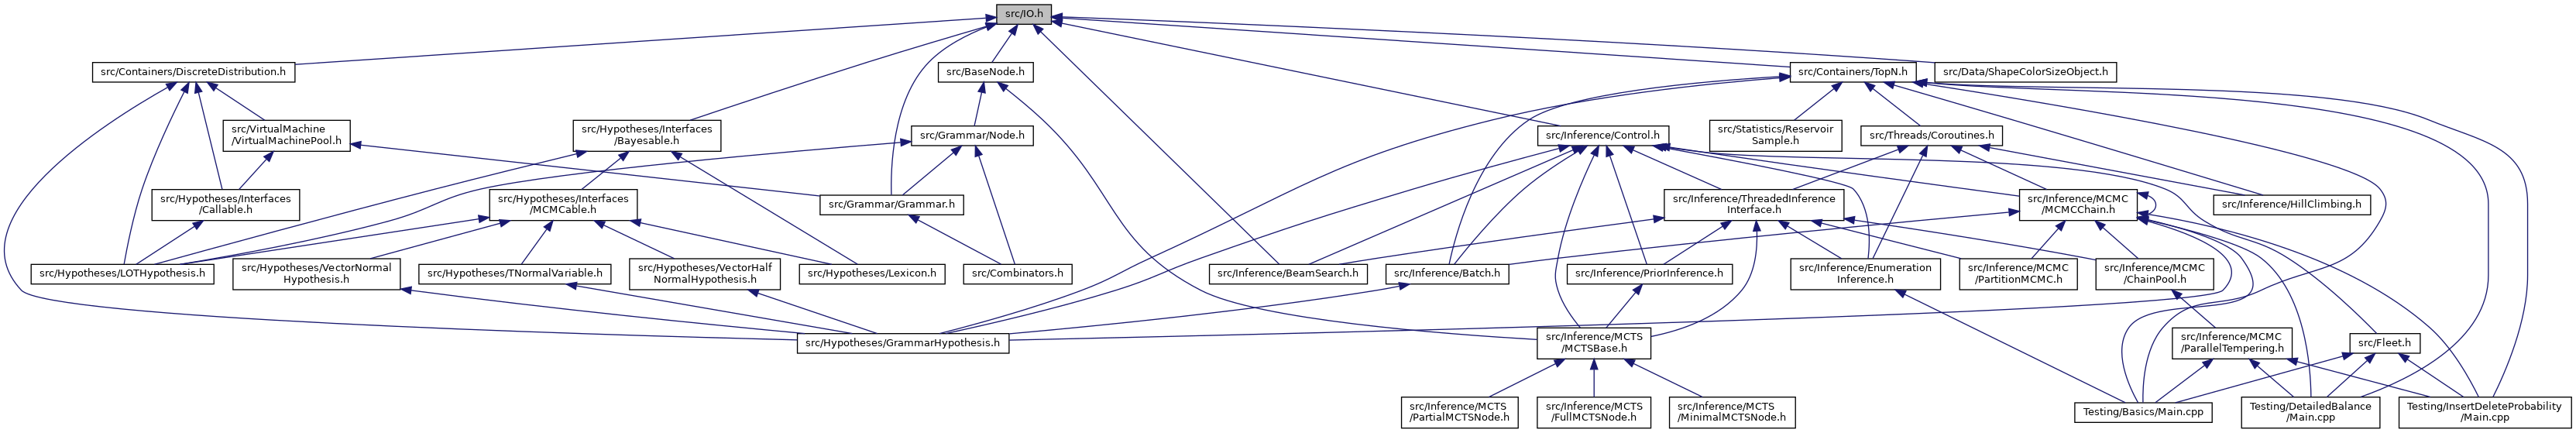 src/IO.h
src/Containers/DiscreteDistribution.h
src/BaseNode.h
src/Containers/TopN.h
src/Data/ShapeColorSizeObject.h
src/VirtualMachine
/VirtualMachinePool.h
src/Hypotheses/Interfaces
/Bayesable.h
src/Grammar/Node.h
src/Inference/Control.h
src/Statistics/Reservoir
Sample.h
src/Threads/Coroutines.h
src/Hypotheses/Interfaces
/Callable.h
src/Hypotheses/Interfaces
/MCMCable.h
src/Grammar/Grammar.h
src/Inference/ThreadedInference
Interface.h
src/Inference/MCMC
/MCMCChain.h
src/Inference/HillClimbing.h
src/Hypotheses/LOTHypothesis.h
src/Hypotheses/VectorNormal
Hypothesis.h
src/Hypotheses/TNormalVariable.h
src/Hypotheses/VectorHalf
NormalHypothesis.h
src/Hypotheses/Lexicon.h
src/Combinators.h
src/Inference/BeamSearch.h
src/Inference/Batch.h
src/Inference/PriorInference.h
src/Inference/Enumeration
Inference.h
src/Inference/MCMC
/PartitionMCMC.h
src/Inference/MCMC
/ChainPool.h
src/Hypotheses/GrammarHypothesis.h
src/Inference/MCTS
/MCTSBase.h
src/Inference/MCMC
/ParallelTempering.h
src/Fleet.h
src/Inference/MCTS
/PartialMCTSNode.h
src/Inference/MCTS
/FullMCTSNode.h
src/Inference/MCTS
/MinimalMCTSNode.h
Testing/Basics/Main.cpp
Testing/DetailedBalance
/Main.cpp
Testing/InsertDeleteProbability
/Main.cpp